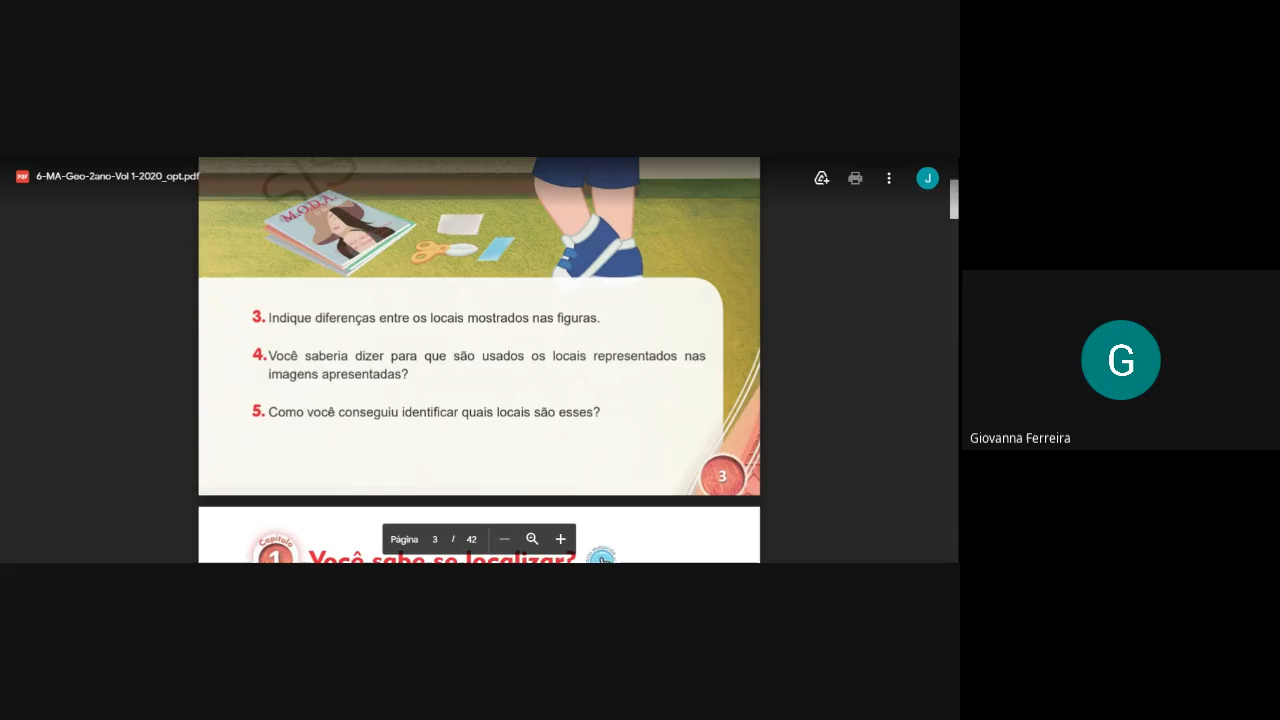 6-MA-Geo-2ano-Vol 1-2020_opt.pdf
PDF
J
SIS
M.O.D.A.
3. Indique diferenças entre os locais mostrados nas figuras.
4. Você saberia dizer para que são usados os locais representados nas
imagens apresentadas?
5. Como você conseguiu identificar quais locais são esses?
3
Página 3 / 42
Capítulo
1 Você sabe se localizar?
G
Giovanna Ferreira